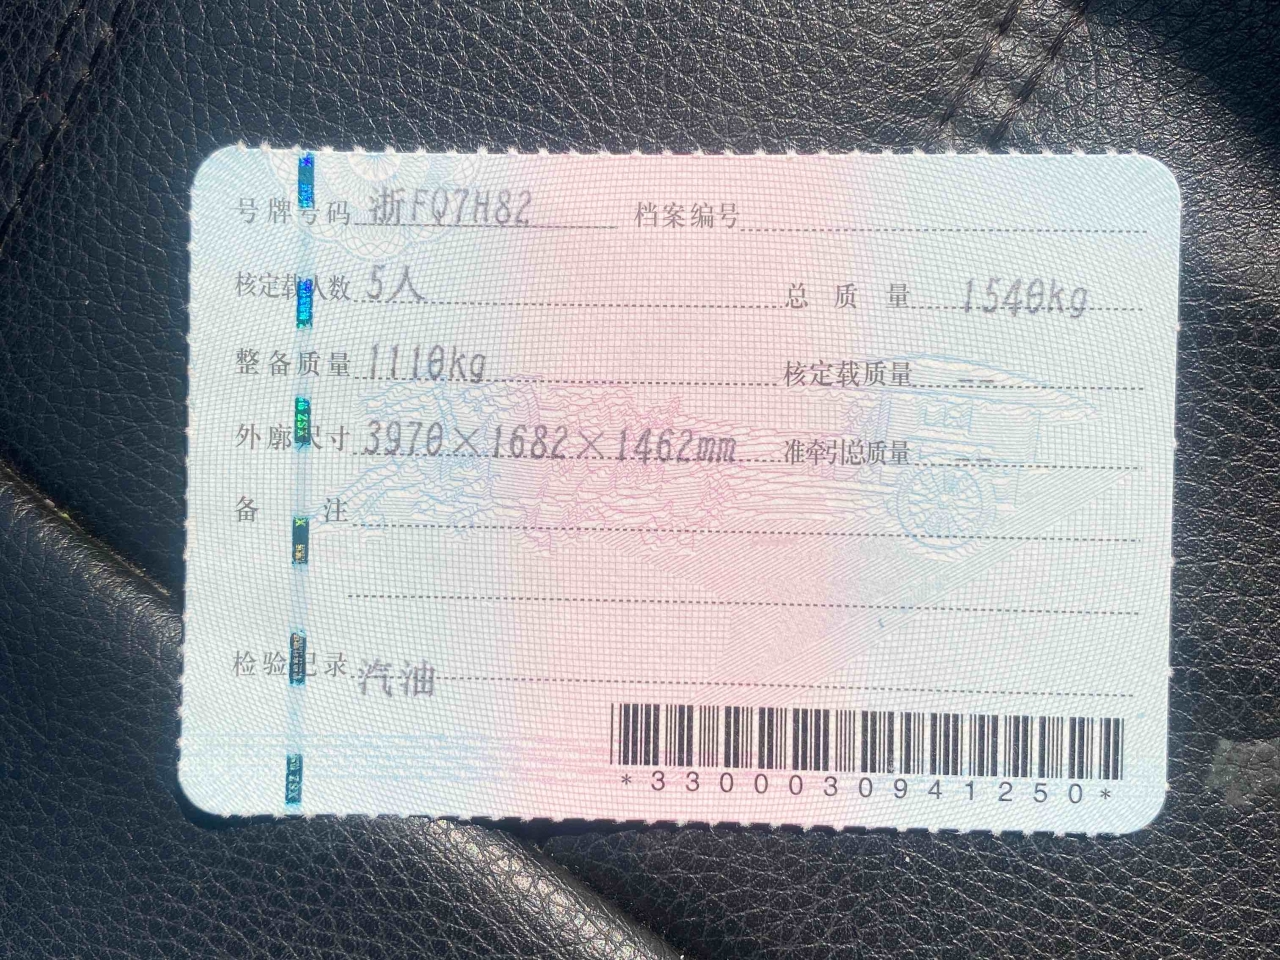 号牌号码 浙FQ7H82 档案编号
核定载人数 5人 总质量 1540kg
整备质量 1110kg 核定载质量 --
外廓尺寸 3970×1682×1462mm 准牵引总质量 --
备注
检验记录 汽油
*3300030941250*